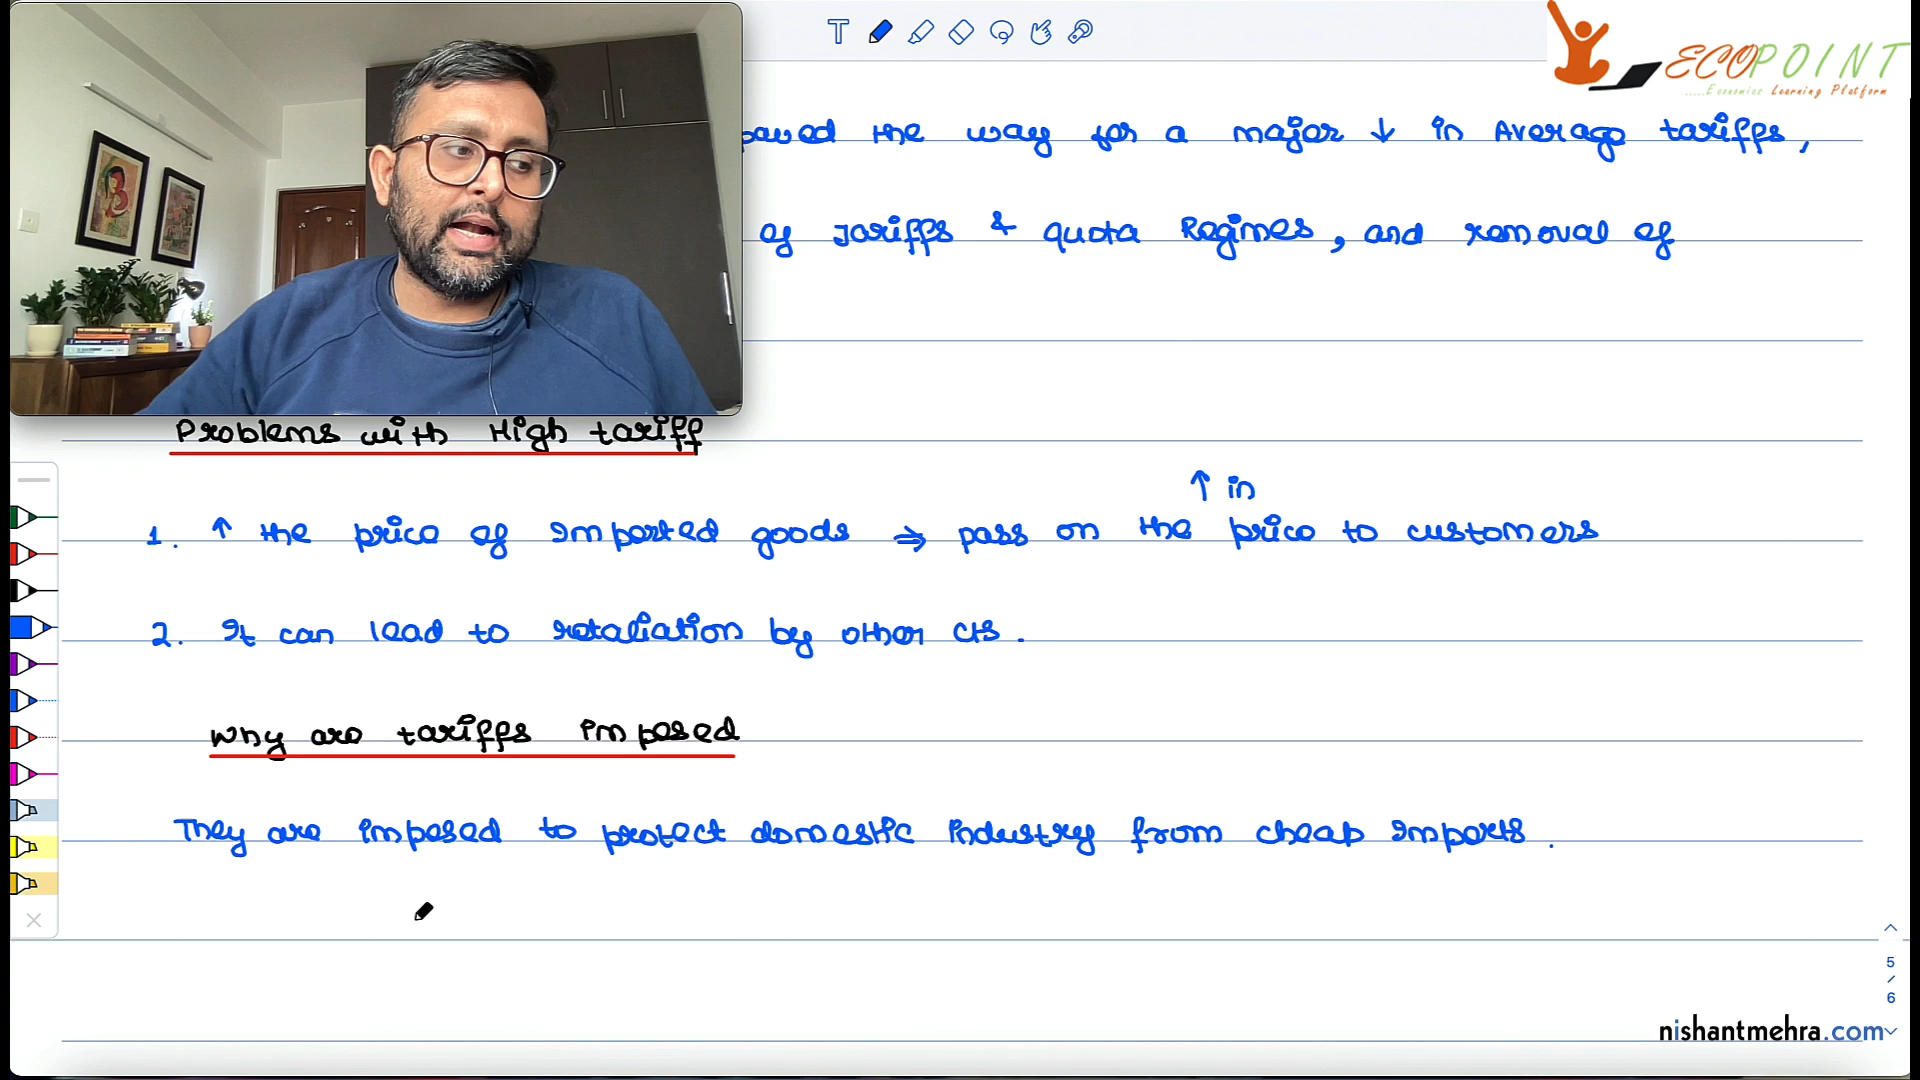 ECOPOINT
.....Economics Learning Platform
paved the way for a major ↓ in Average tariffs,
of Tariffs & quota Regimes, and removal of
Problems with High tariff
↑ in
1. ↑ the price of Imported goods ⇒ pass on the price to customers
2. It can lead to retaliation by other cts.
Why are tariffs imposed
They are imposed to protect domestic industry from cheap imports.
5
/
6
nishantmehra.com